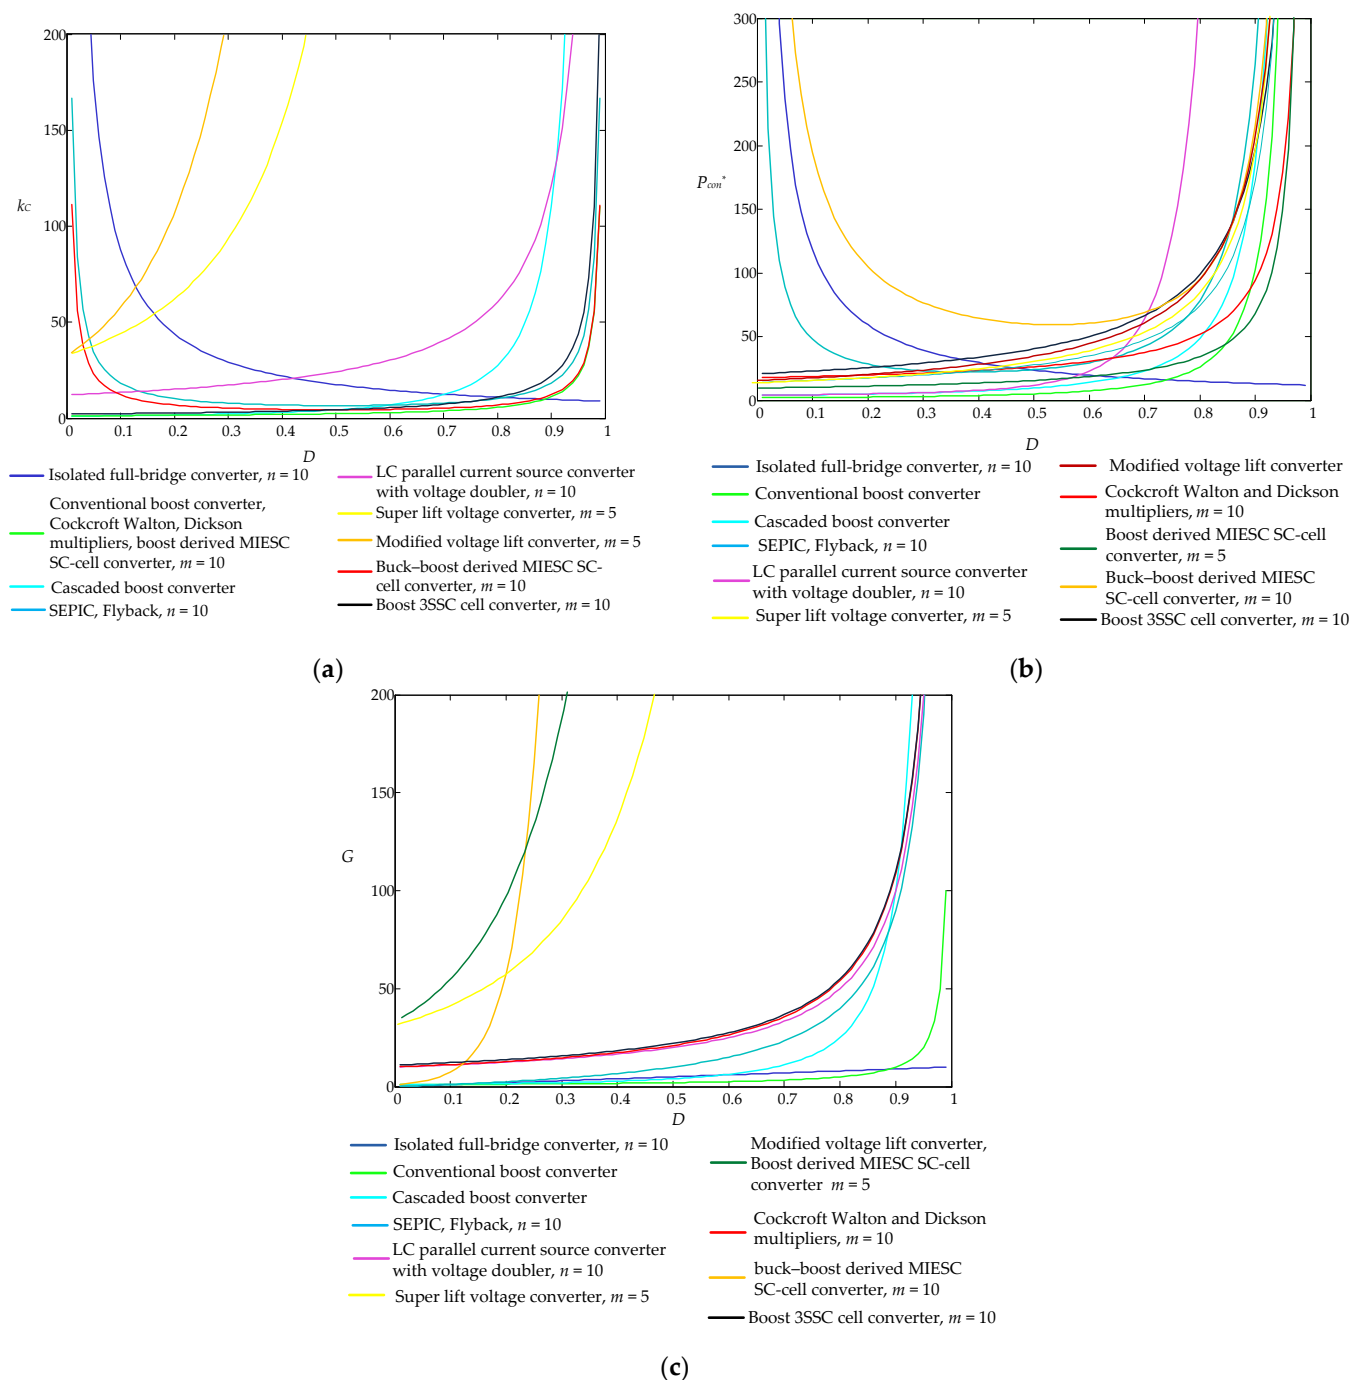 200
150
k_C
100
50
0
0 0.1 0.2 0.3 0.4 0.5 0.6 0.7 0.8 0.9 1
D
Isolated full-bridge converter, n = 10
Conventional boost converter,
Cockcroft Walton, Dickson
multipliers, boost derived MIESC
SC-cell converter, m = 10
Cascaded boost converter
SEPIC, Flyback, n = 10
LC parallel current source converter
with voltage doubler, n = 10
Super lift voltage converter, m = 5
Modified voltage lift converter, m = 5
Buck–boost derived MIESC SC-
cell converter, m = 10
Boost 3SSC cell converter, m = 10
(a)
300
250
200
P_con*
150
100
50
0
0 0.1 0.2 0.3 0.4 0.5 0.6 0.7 0.8 0.9 1
D
Isolated full-bridge converter, n = 10
Conventional boost converter
Cascaded boost converter
SEPIC, Flyback, n = 10
LC parallel current source converter
with voltage doubler, n = 10
Super lift voltage converter, m = 5
Modified voltage lift converter
Cockcroft Walton and Dickson
multipliers, m = 10
Boost derived MIESC SC-cell
converter, m = 5
Buck–boost derived MIESC
SC-cell converter, m = 10
Boost 3SSC cell converter, m = 10
(b)
200
150
G
100
50
0
0 0.1 0.2 0.3 0.4 0.5 0.6 0.7 0.8 0.9 1
D
Isolated full-bridge converter, n = 10
Conventional boost converter
Cascaded boost converter
SEPIC, Flyback, n = 10
LC parallel current source converter
with voltage doubler, n = 10
Super lift voltage converter, m = 5
Modified voltage lift converter,
Boost derived MIESC SC-cell
converter m = 5
Cockcroft Walton and Dickson
multipliers, m = 10
buck–boost derived MIESC
SC-cell converter, m = 10
Boost 3SSC cell converter, m = 10
(c)